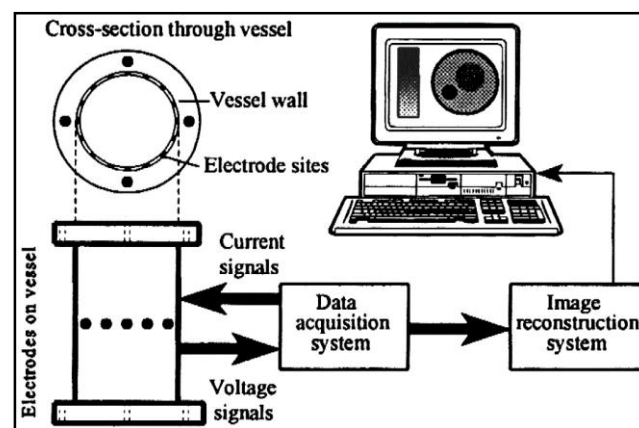 Cross-section through vessel
Vessel wall
Electrode sites
Electrodes on vessel
Current
signals
Data
acquisition
system
Image
reconstruction
system
Voltage
signals